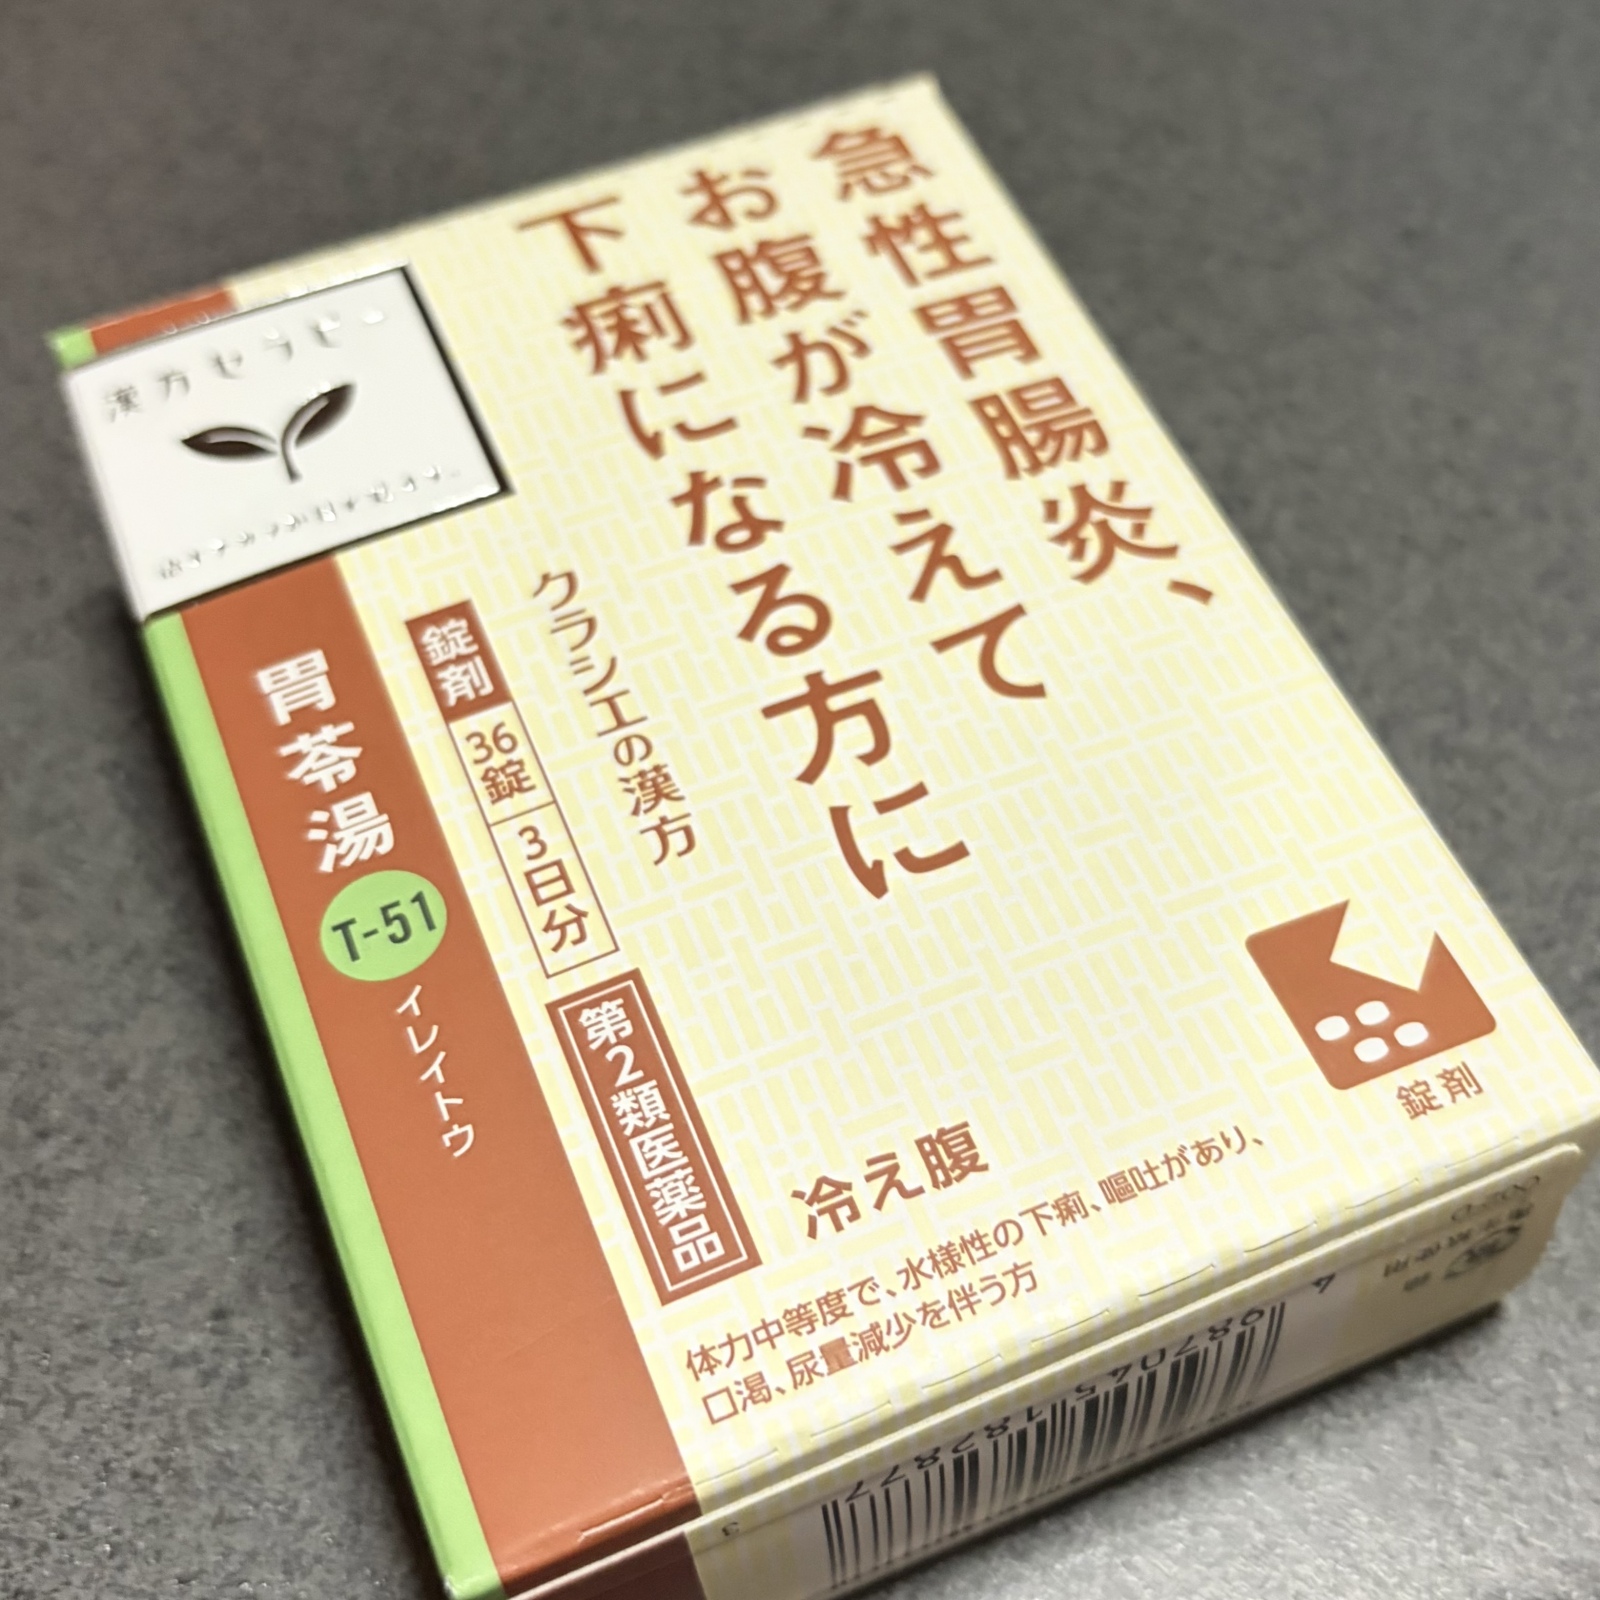 急性胃腸炎、
お腹が冷えて
下痢になる方に
クラシエの漢方
漢方セラピー
錠剤
36錠
3日分
第2類医薬品
胃苓湯
T-51
イレイトウ
錠剤
冷え腹
体力中等度で、水様性の下痢、嘔吐があり、
口渇、尿量減少を伴う方
4 987045 182877
3